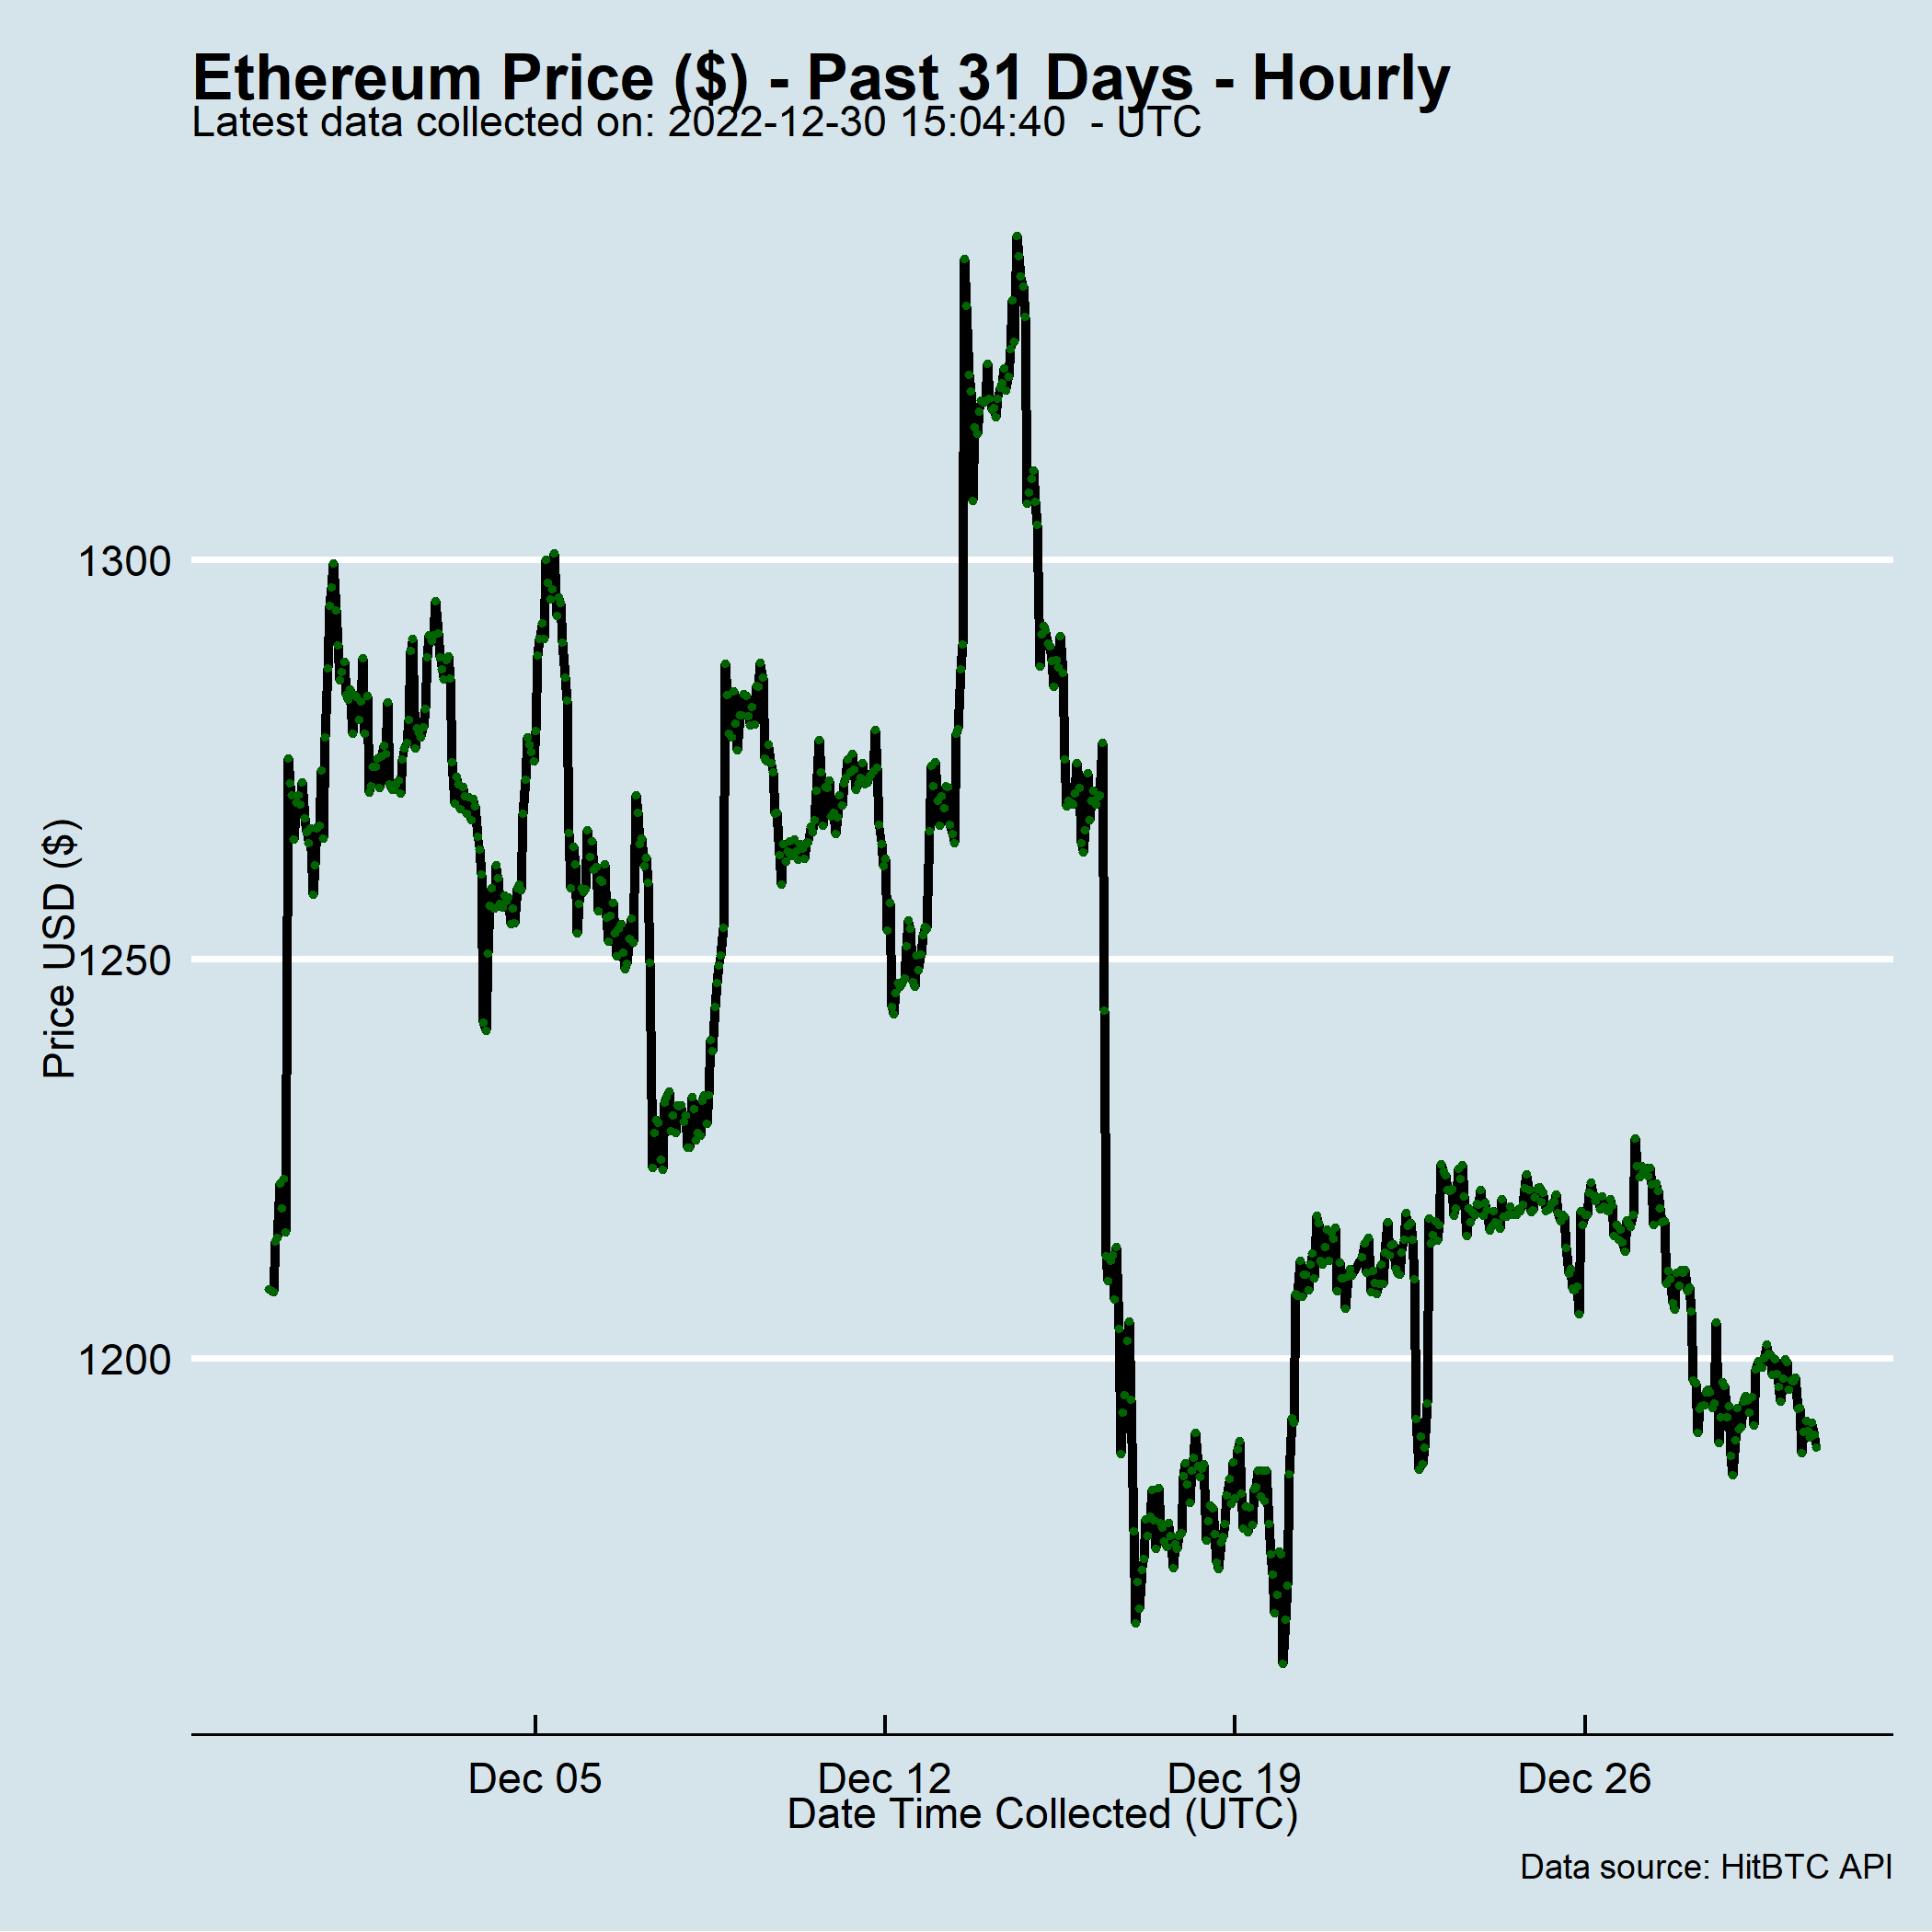 Ethereum Price ($) - Past 31 Days - Hourly
Latest data collected on: 2022-12-30 15:04:40  - UTC
Price USD ($)
1300
1250
1200
Dec 05
Dec 12
Dec 19
Dec 26
Date Time Collected (UTC)
Data source: HitBTC API